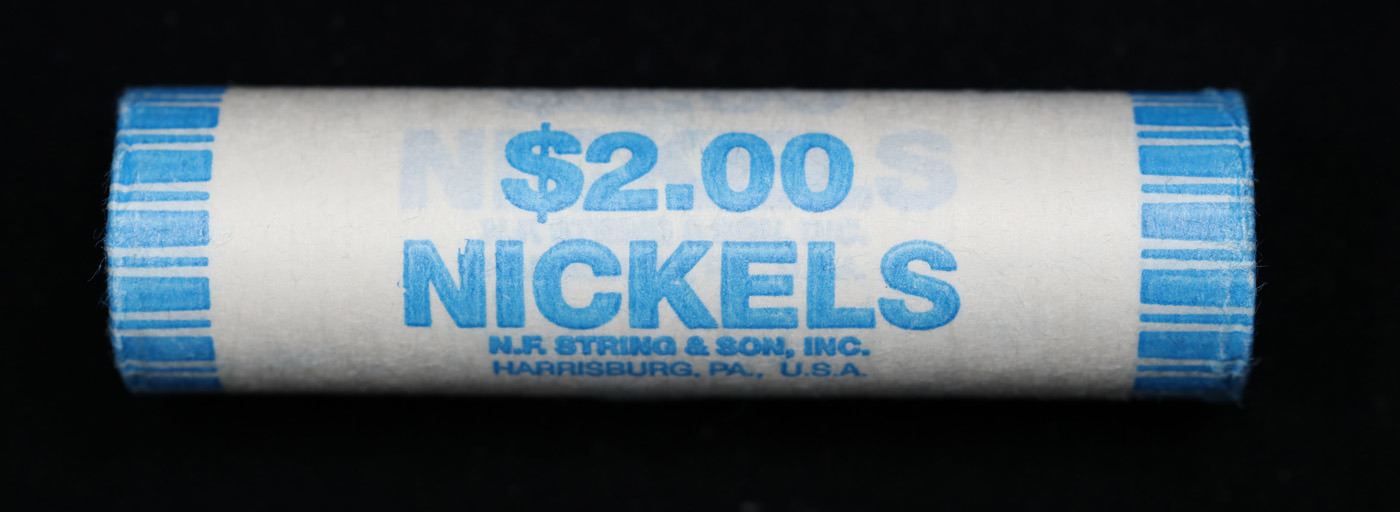 $2.00
NICKELS
N.F. STRING & SON, INC.
HARRISBURG, PA., U.S.A.